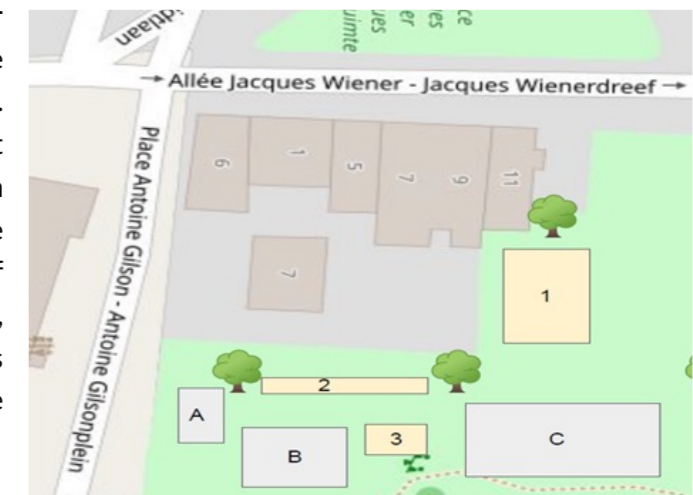 Allée Jacques Wiener - Jacques Wienerdreef
Place Antoine Gilson - Antoine Gilsonplein
6
1
5
7
9
11
7
1
2
A
B
3
C